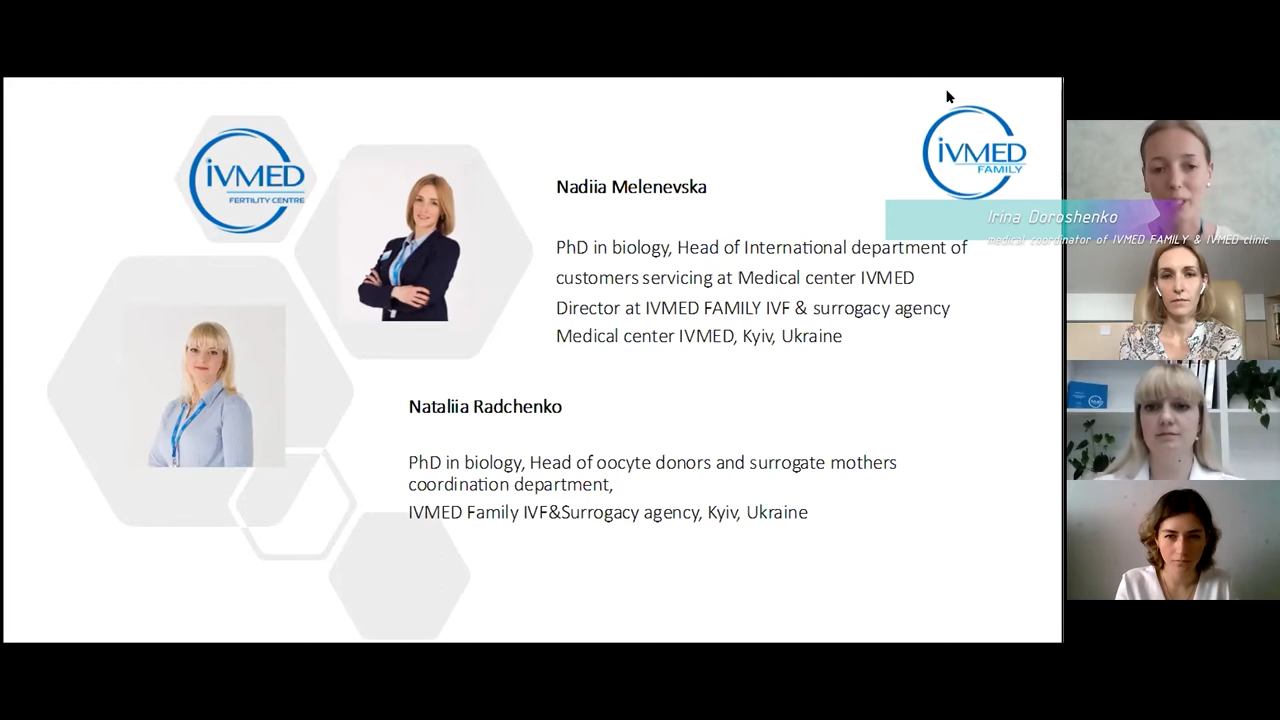 iVMED
FERTILITY CENTRE
iVMED
FAMILY
Nadiia Melenevska
PhD in biology, Head of International department of
customers servicing at Medical center IVMED
Director at IVMED FAMILY IVF & surrogacy agency
Medical center IVMED, Kyiv, Ukraine
Nataliia Radchenko
PhD in biology, Head of oocyte donors and surrogate mothers
coordination department,
IVMED Family IVF&Surrogacy agency, Kyiv, Ukraine
Irina Doroshenko
medical coordinator of IVMED FAMILY & IVMED clinic